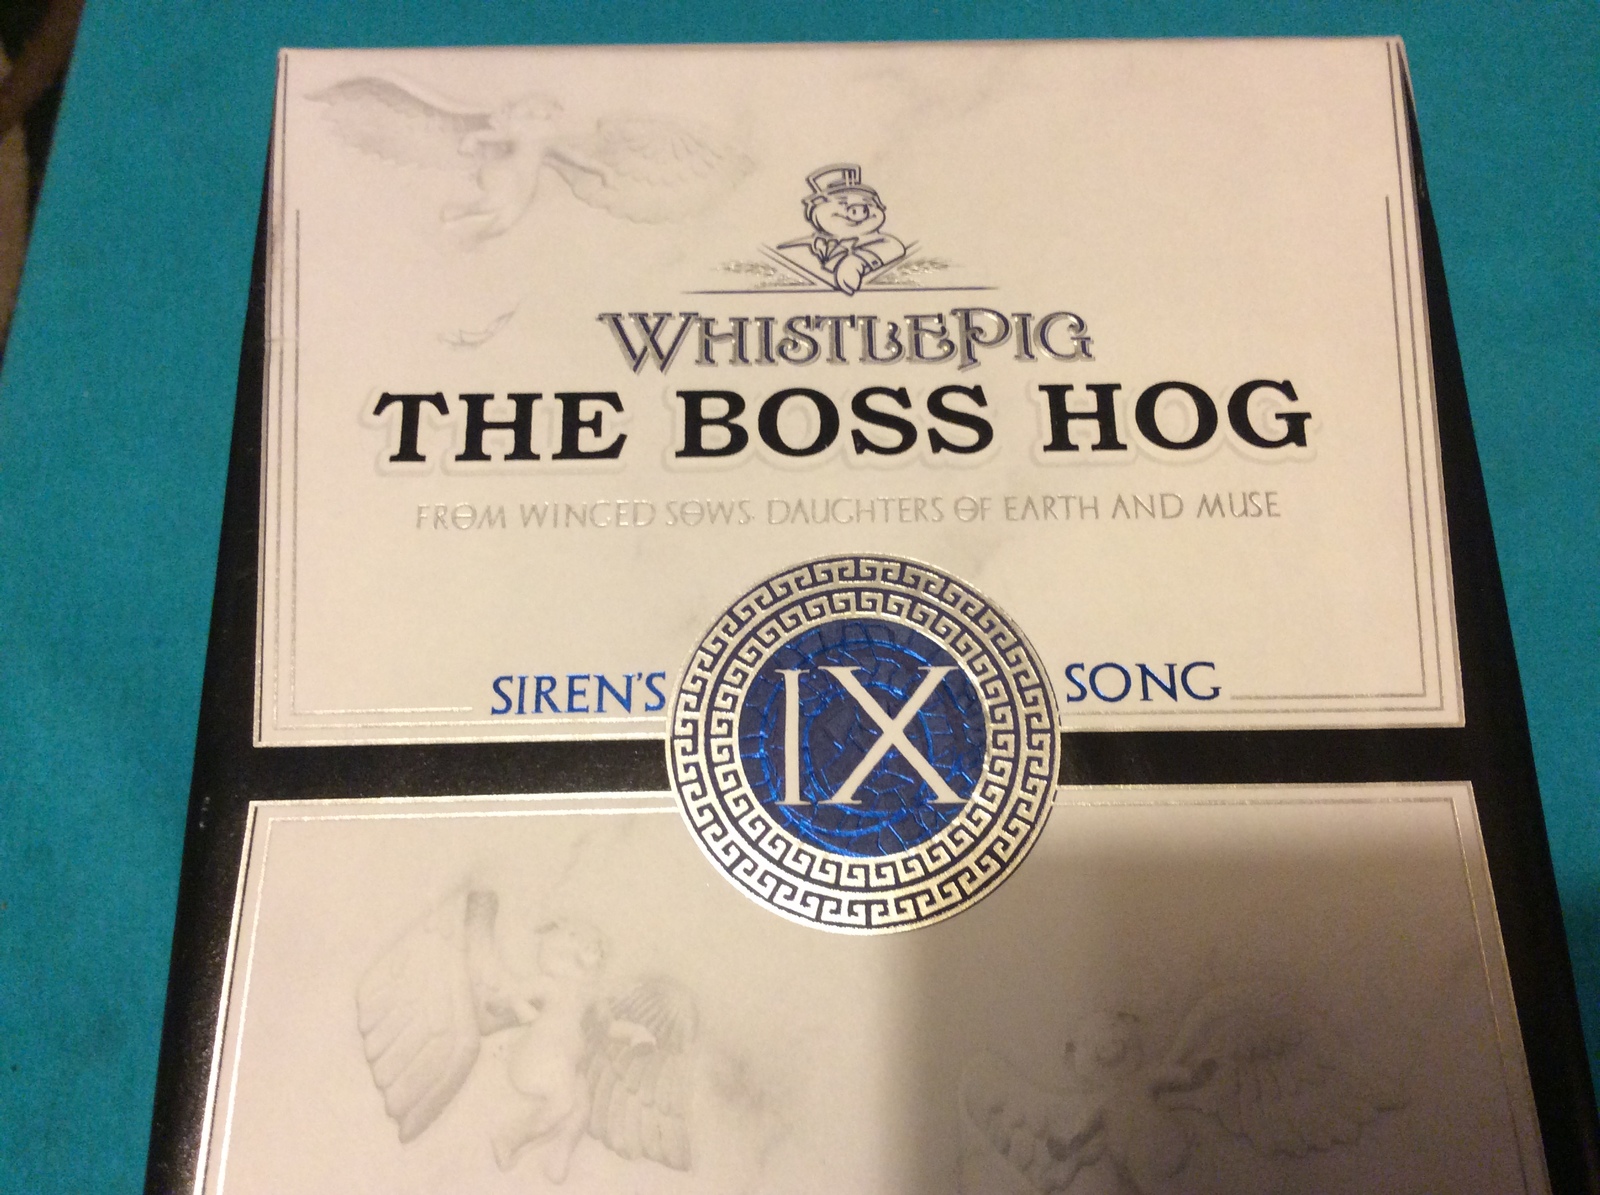 WHISTLEPIG
THE BOSS HOG
FROM WINGED SOWS, DAUGHTERS OF EARTH AND MUSE
SIREN'S IX SONG